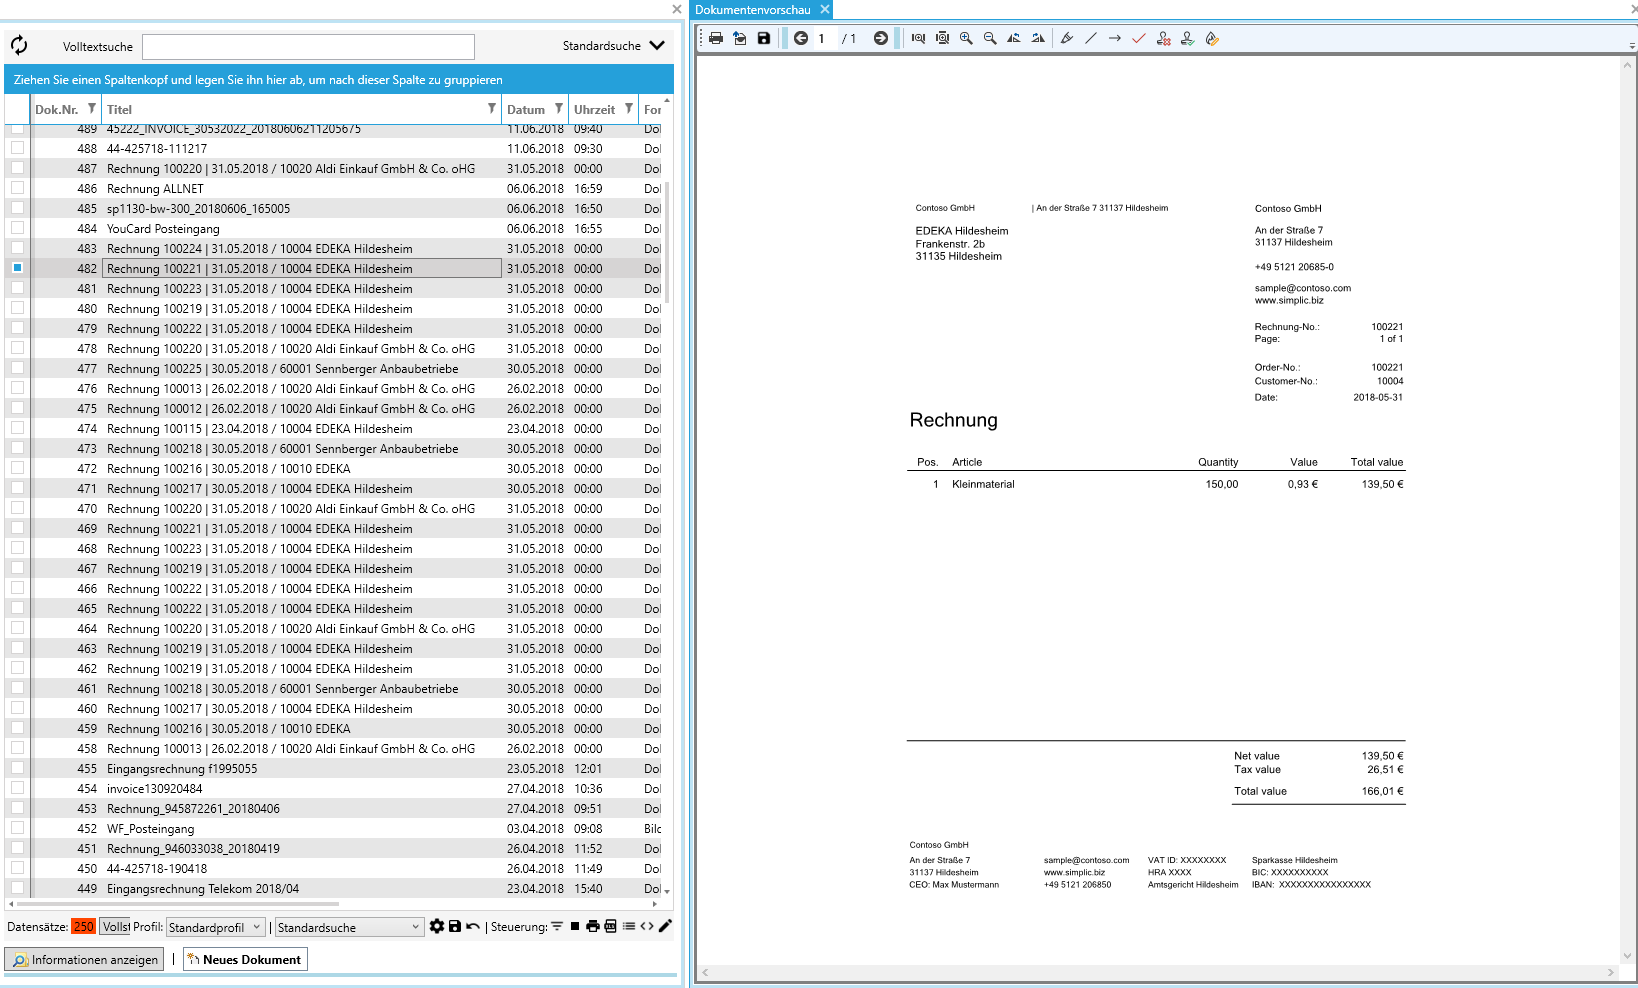 Dokumentenvorschau
Volltextsuche
Standardsuche
1 / 1
Ziehen Sie einen Spaltenkopf und legen Sie ihn hier ab, um nach dieser Spalte zu gruppieren
Dok.Nr. Titel Datum Uhrzeit For
489 45222_INVOICE_30532022_20180606211205675 11.06.2018 09:40 Dol
488 44-425718-111217 11.06.2018 09:30 Dol
487 Rechnung 100220 | 31.05.2018 / 10020 Aldi Einkauf GmbH & Co. oHG 31.05.2018 00:00 Dol
486 Rechnung ALLNET 06.06.2018 16:59 Dol
485 sp1130-bw-300_20180606_165005 06.06.2018 16:50 Dol
484 YouCard Posteingang 06.06.2018 16:55 Dol
483 Rechnung 100224 | 31.05.2018 / 10004 EDEKA Hildesheim 31.05.2018 00:00 Dol
482 Rechnung 100221 | 31.05.2018 / 10004 EDEKA Hildesheim 31.05.2018 00:00 Dol
481 Rechnung 100223 | 31.05.2018 / 10004 EDEKA Hildesheim 31.05.2018 00:00 Dol
480 Rechnung 100219 | 31.05.2018 / 10004 EDEKA Hildesheim 31.05.2018 00:00 Dol
479 Rechnung 100222 | 31.05.2018 / 10004 EDEKA Hildesheim 31.05.2018 00:00 Dol
478 Rechnung 100220 | 31.05.2018 / 10020 Aldi Einkauf GmbH & Co. oHG 31.05.2018 00:00 Dol
477 Rechnung 100225 | 30.05.2018 / 60001 Sennberger Anbaubetriebe 30.05.2018 00:00 Dol
476 Rechnung 100013 | 26.02.2018 / 10020 Aldi Einkauf GmbH & Co. oHG 26.02.2018 00:00 Dol
475 Rechnung 100012 | 26.02.2018 / 10020 Aldi Einkauf GmbH & Co. oHG 26.02.2018 00:00 Dol
474 Rechnung 100115 | 23.04.2018 / 10004 EDEKA Hildesheim 23.04.2018 00:00 Dol
473 Rechnung 100218 | 30.05.2018 / 60001 Sennberger Anbaubetriebe 30.05.2018 00:00 Dol
472 Rechnung 100216 | 30.05.2018 / 10010 EDEKA 30.05.2018 00:00 Dol
471 Rechnung 100217 | 30.05.2018 / 10004 EDEKA Hildesheim 30.05.2018 00:00 Dol
470 Rechnung 100220 | 31.05.2018 / 10020 Aldi Einkauf GmbH & Co. oHG 31.05.2018 00:00 Dol
469 Rechnung 100221 | 31.05.2018 / 10004 EDEKA Hildesheim 31.05.2018 00:00 Dol
468 Rechnung 100223 | 31.05.2018 / 10004 EDEKA Hildesheim 31.05.2018 00:00 Dol
467 Rechnung 100219 | 31.05.2018 / 10004 EDEKA Hildesheim 31.05.2018 00:00 Dol
466 Rechnung 100222 | 31.05.2018 / 10004 EDEKA Hildesheim 31.05.2018 00:00 Dol
465 Rechnung 100222 | 31.05.2018 / 10004 EDEKA Hildesheim 31.05.2018 00:00 Dol
464 Rechnung 100220 | 31.05.2018 / 10020 Aldi Einkauf GmbH & Co. oHG 31.05.2018 00:00 Dol
463 Rechnung 100219 | 31.05.2018 / 10004 EDEKA Hildesheim 31.05.2018 00:00 Dol
462 Rechnung 100219 | 31.05.2018 / 10004 EDEKA Hildesheim 31.05.2018 00:00 Dol
461 Rechnung 100218 | 30.05.2018 / 60001 Sennberger Anbaubetriebe 30.05.2018 00:00 Dol
460 Rechnung 100217 | 30.05.2018 / 10004 EDEKA Hildesheim 30.05.2018 00:00 Dol
459 Rechnung 100216 | 30.05.2018 / 10010 EDEKA 30.05.2018 00:00 Dol
458 Rechnung 100013 | 26.02.2018 / 10020 Aldi Einkauf GmbH & Co. oHG 26.02.2018 00:00 Dol
455 Eingangsrechnung f1995055 23.05.2018 12:01 Dol
454 invoice130920484 27.04.2018 10:36 Dol
453 Rechnung_945872261_20180406 27.04.2018 09:51 Dol
452 WF_Posteingang 03.04.2018 09:08 Bilc
451 Rechnung_946033038_20180419 26.04.2018 11:52 Dol
450 44-425718-190418 26.04.2018 11:49 Dol
449 Eingangsrechnung Telekom 2018/04 23.04.2018 15:40 Dol
Datensätze: 250 Vollst Profil: Standardprofil | Standardsuche | Steuerung:
Informationen anzeigen | Neues Dokument
Contoso GmbH | An der Straße 7 31137 Hildesheim
EDEKA Hildesheim
Frankenstr. 2b
31135 Hildesheim
Contoso GmbH
An der Straße 7
31137 Hildesheim
+49 5121 20685-0
sample@contoso.com
www.simplic.biz
Rechnung-No.: 100221
Page: 1 of 1
Order-No.: 100221
Customer-No.: 10004
Date: 2018-05-31
Rechnung
Pos. Article Quantity Value Total value
1 Kleinmaterial 150,00 0,93 € 139,50 €
Net value 139,50 €
Tax value 26,51 €
Total value 166,01 €
Contoso GmbH
An der Straße 7 sample@contoso.com VAT ID: XXXXXXXX Sparkasse Hildesheim
31137 Hildesheim www.simplic.biz HRA XXXX BIC: XXXXXXXXXX
CEO: Max Mustermann +49 5121 206850 Amtsgericht Hildesheim IBAN: XXXXXXXXXXXXXXXX